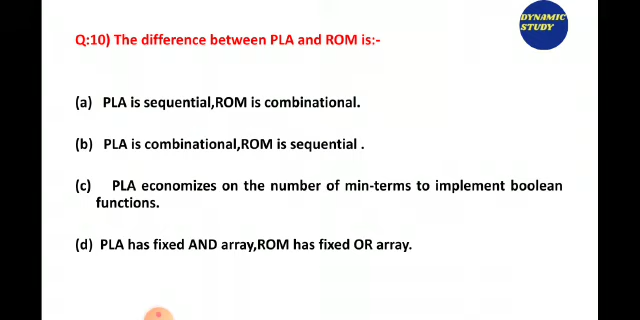 DYNAMIC
STUDY
Q:10) The difference between PLA and ROM is:-
(a) PLA is sequential,ROM is combinational.
(b) PLA is combinational,ROM is sequential .
(c) PLA economizes on the number of min-terms to implement boolean
functions.
(d) PLA has fixed AND array,ROM has fixed OR array.